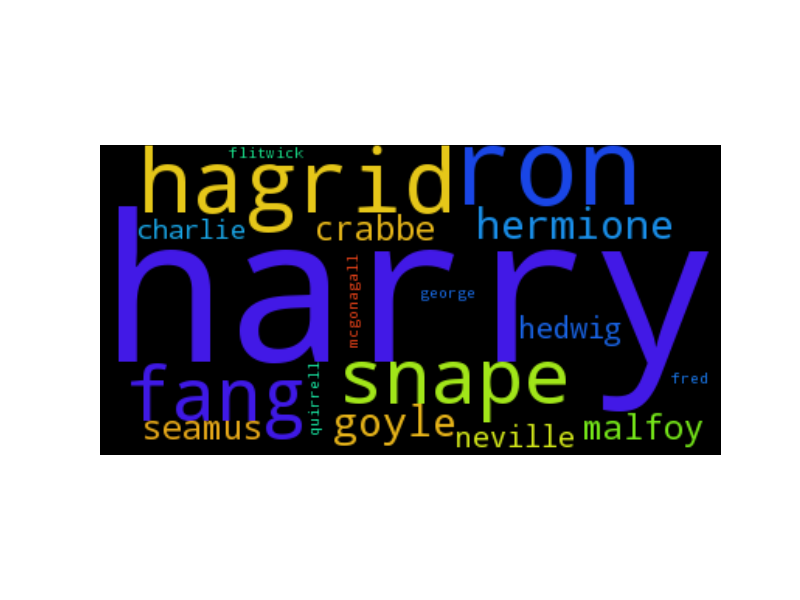 flitwick
hagrid
ron
charlie
crabbe
hermione
harry
mcgonagall
george
hedwig
fang
quirrell
snape
fred
seamus
goyle
neville
malfoy